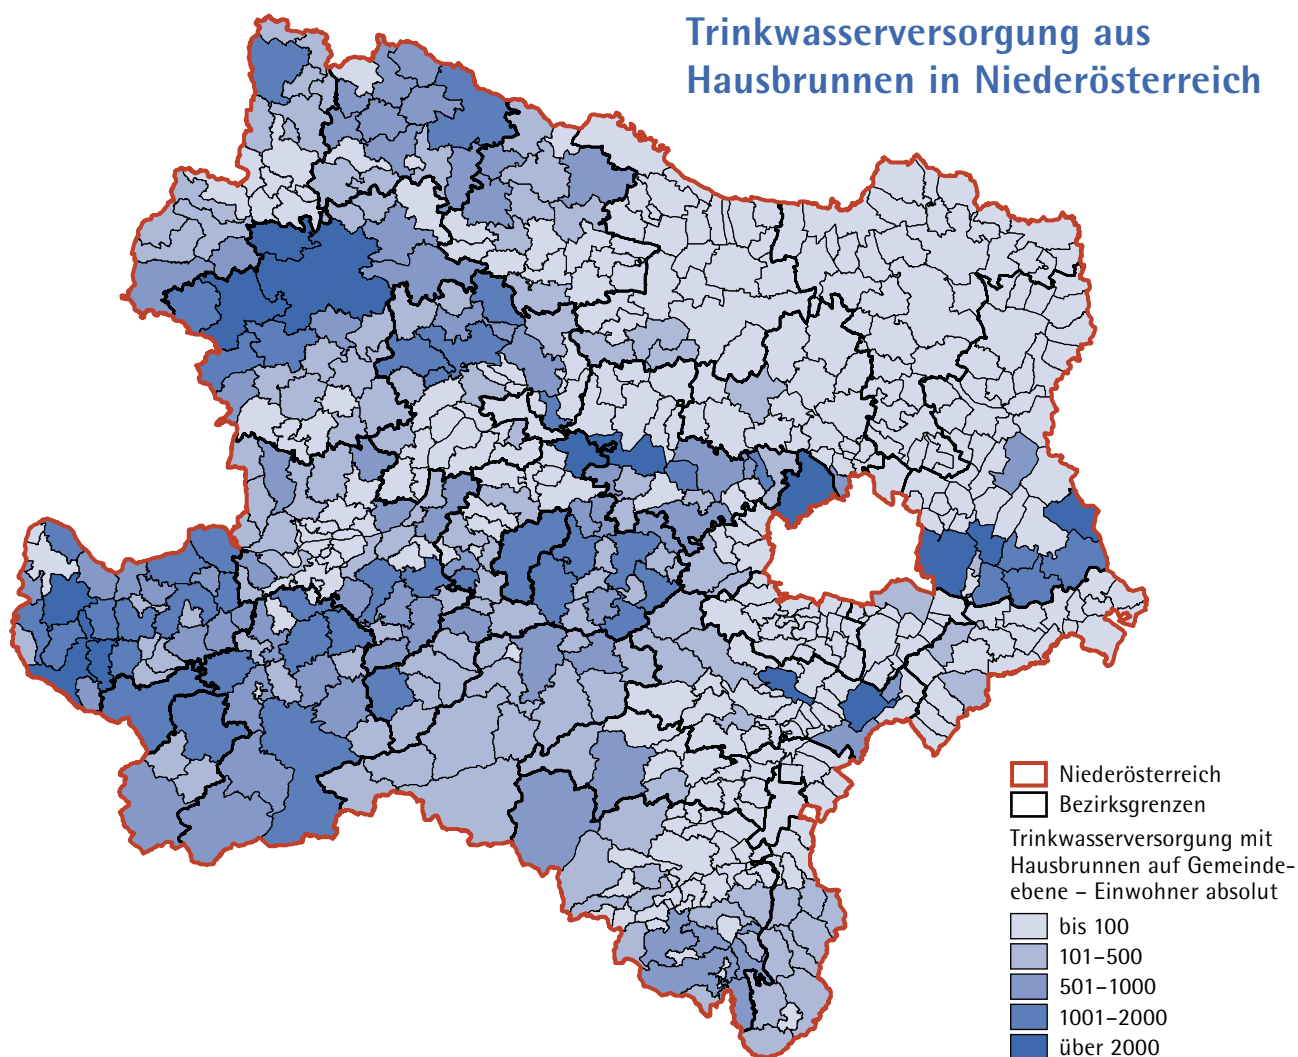 Trinkwasserversorgung aus
Hausbrunnen in Niederösterreich
Niederösterreich
Bezirksgrenzen
Trinkwasserversorgung mit
Hausbrunnen auf Gemeinde-
ebene – Einwohner absolut
bis 100
101–500
501–1000
1001–2000
über 2000